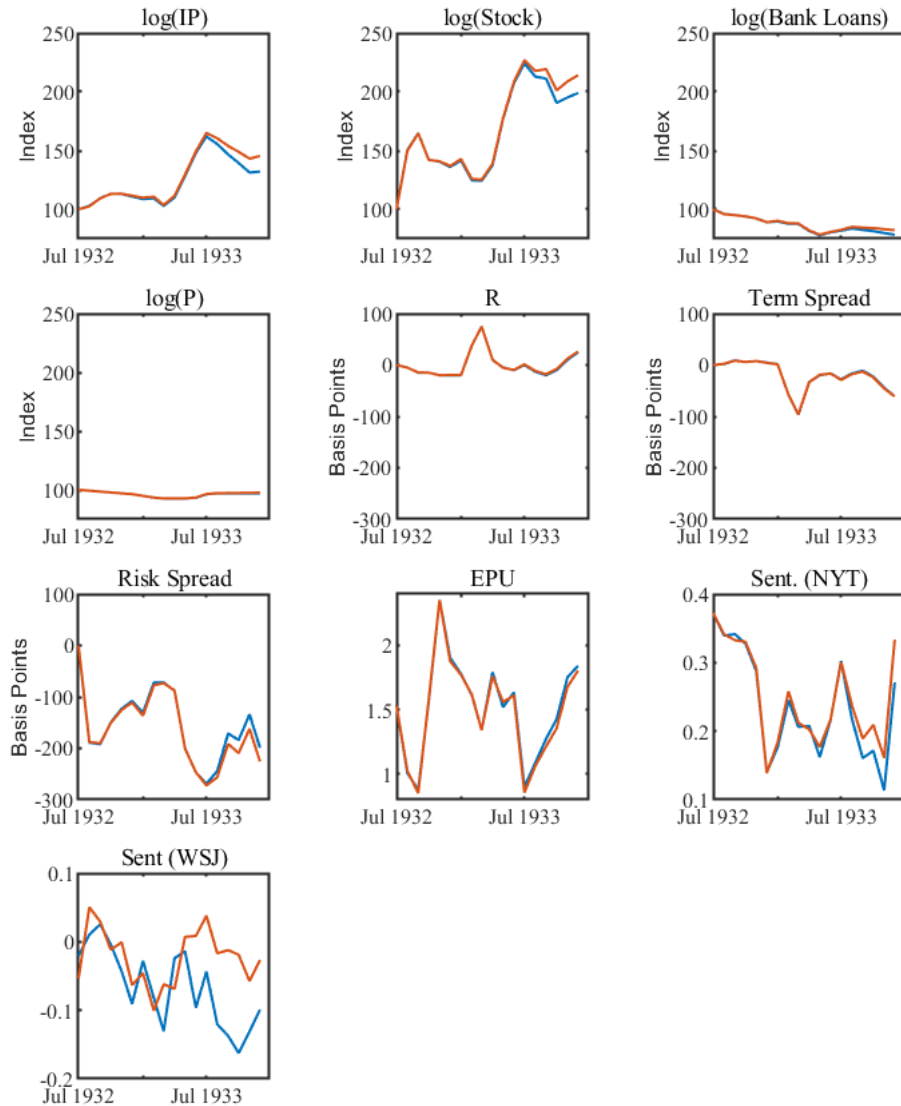 log(IP)
250
200
150
100
Index
Jul 1932
Jul 1933
log(Stock)
250
200
150
100
Index
Jul 1932
Jul 1933
log(Bank Loans)
250
200
150
100
Index
Jul 1932
Jul 1933
log(P)
250
200
150
100
Index
Jul 1932
Jul 1933
R
100
0
-100
-200
-300
Basis Points
Jul 1932
Jul 1933
Term Spread
100
0
-100
-200
-300
Basis Points
Jul 1932
Jul 1933
Risk Spread
100
0
-100
-200
-300
Basis Points
Jul 1932
Jul 1933
EPU
2
1.5
1
Jul 1932
Jul 1933
Sent. (NYT)
0.4
0.3
0.2
0.1
Jul 1932
Jul 1933
Sent (WSJ)
0.1
0
-0.1
-0.2
Jul 1932
Jul 1933